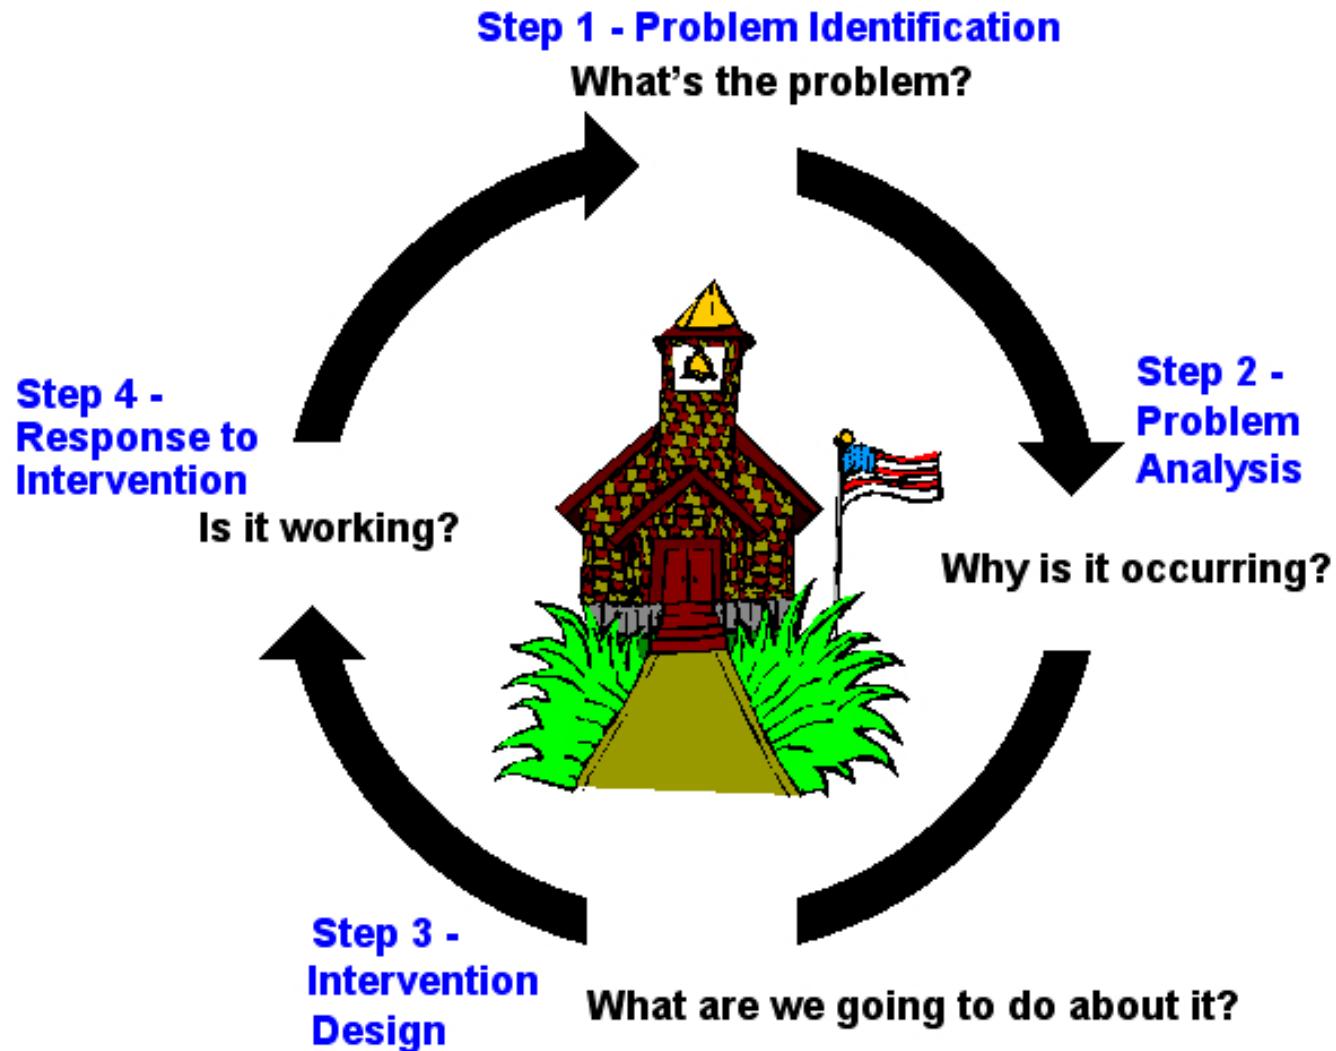 Step 1 - Problem Identification
What's the problem?
Step 2 -
Problem
Analysis
Why is it occurring?
Step 3 -
Intervention
Design
What are we going to do about it?
Step 4 -
Response to
Intervention
Is it working?